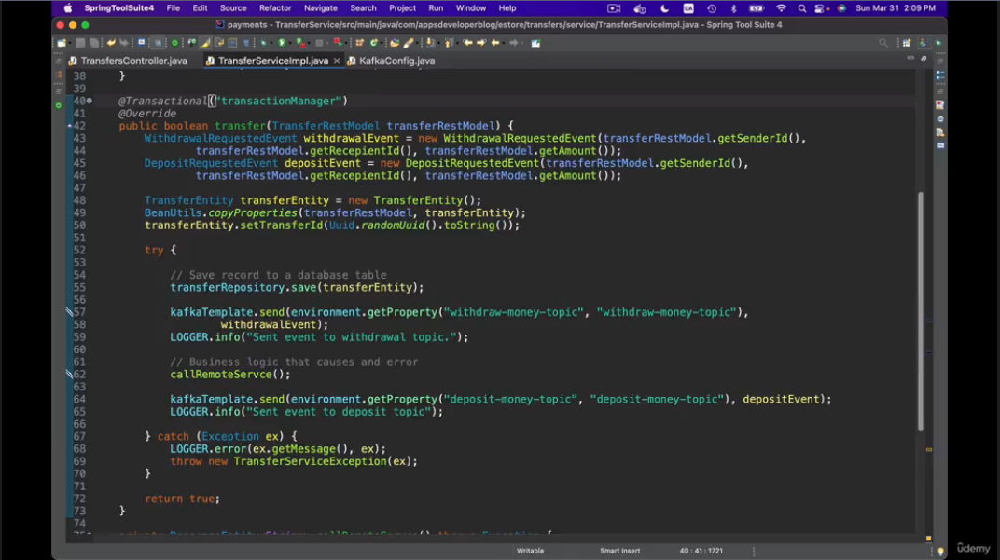 SpringToolSuite4 File Edit Source Refactor Navigate Search Project Run Window Help CA Sun Mar 31 2:09 PM
payments - TransferService/src/main/java/com/appsdeveloperblog/estore/transfers/service/TransferServiceImpl.java - Spring Tool Suite 4
TransfersController.java TransferServiceImpl.java KafkaConfig.java
38 }
39
40 @Transactional("transactionManager")
41 @Override
42 public boolean transfer(TransferRestModel transferRestModel) {
43 WithdrawalRequestedEvent withdrawalEvent = new WithdrawalRequestedEvent(transferRestModel.getSenderId(),
44 transferRestModel.getRecepientId(), transferRestModel.getAmount());
45 DepositRequestedEvent depositEvent = new DepositRequestedEvent(transferRestModel.getSenderId(),
46 transferRestModel.getRecepientId(), transferRestModel.getAmount());
47
48 TransferEntity transferEntity = new TransferEntity();
49 BeanUtils.copyProperties(transferRestModel, transferEntity);
50 transferEntity.setTransferId(Uuid.randomUuid().toString());
51
52 try {
53
54 // Save record to a database table
55 transferRepository.save(transferEntity);
56
57 kafkaTemplate.send(environment.getProperty("withdraw-money-topic", "withdraw-money-topic"),
58 withdrawalEvent);
59 LOGGER.info("Sent event to withdrawal topic.");
60
61 // Business logic that causes and error
62 callRemoteServce();
63
64 kafkaTemplate.send(environment.getProperty("deposit-money-topic", "deposit-money-topic"), depositEvent);
65 LOGGER.info("Sent event to deposit topic");
66
67 } catch (Exception ex) {
68 LOGGER.error(ex.getMessage(), ex);
69 throw new TransferServiceException(ex);
70 }
71
72 return true;
73 }
74
Writable Smart Insert 40 : 41 : 1721
udemy